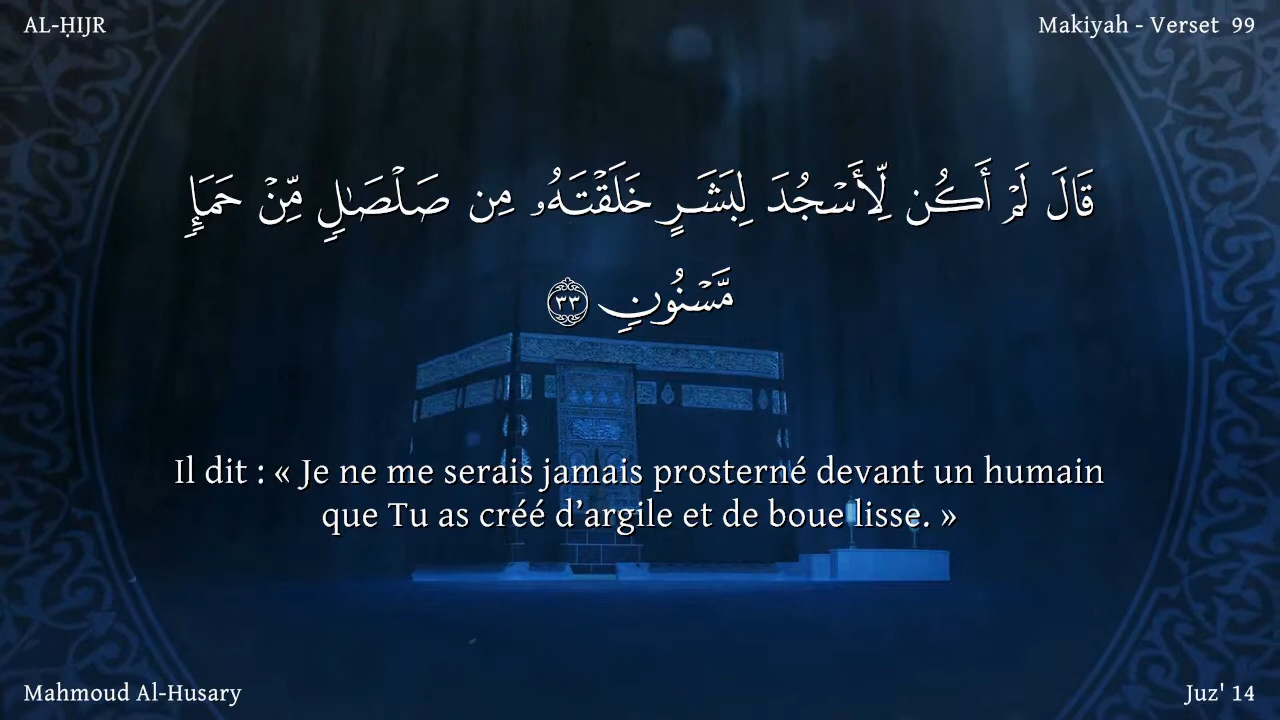 AL-ḤIJR
Makiyah - Verset 99
قَالَ لَمْ أَكُن لِّأَسْجُدَ لِبَشَرٍ خَلَقْتَهُۥ مِن صَلْصَـٰلٍ مِّنْ حَمَإٍ
مَّسْنُونٍ ٣٣
Il dit : « Je ne me serais jamais prosterné devant un humain
que Tu as créé d’argile et de boue lisse. »
Mahmoud Al-Husary
Juz' 14